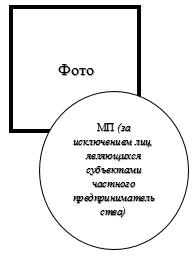 Фото
МП (за
исключением лиц,
являющихся
субъектами
частного
предприниматель
ства)